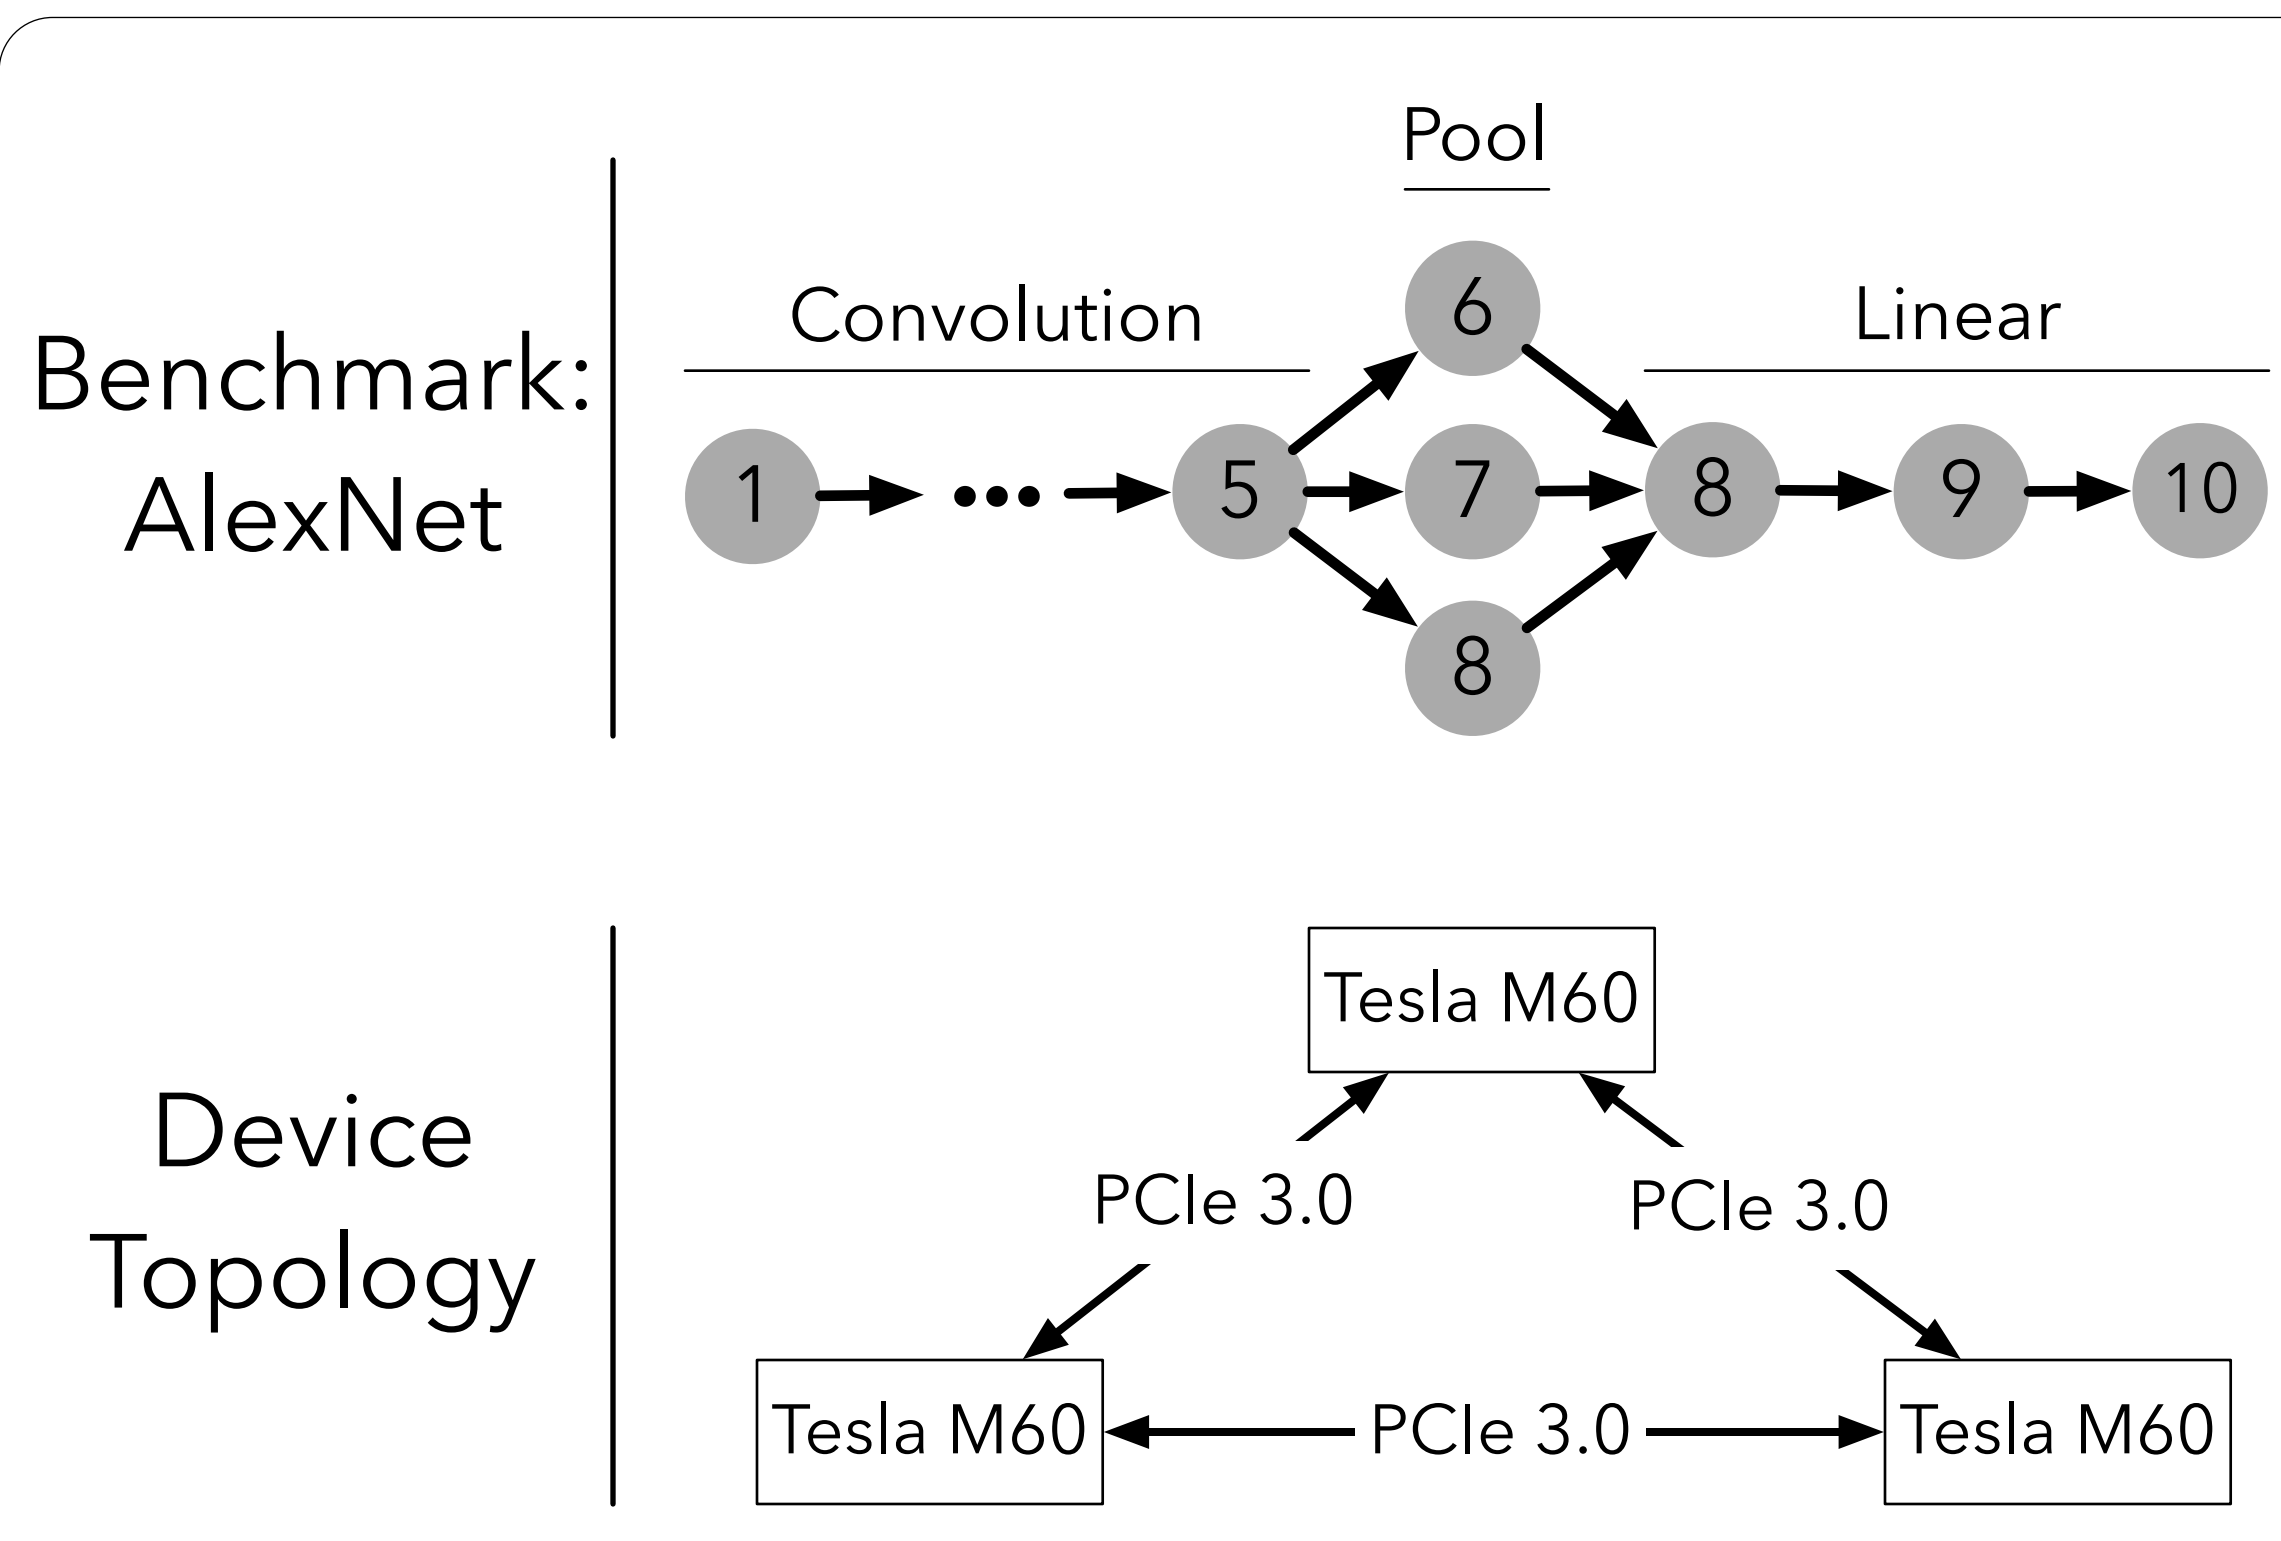 Benchmark:
AlexNet
Pool
Convolution
Linear
6
1 ••• 5 7 8 9 10
8
Device
Topology
Tesla M60
PCIe 3.0 PCIe 3.0
Tesla M60 PCIe 3.0 Tesla M60